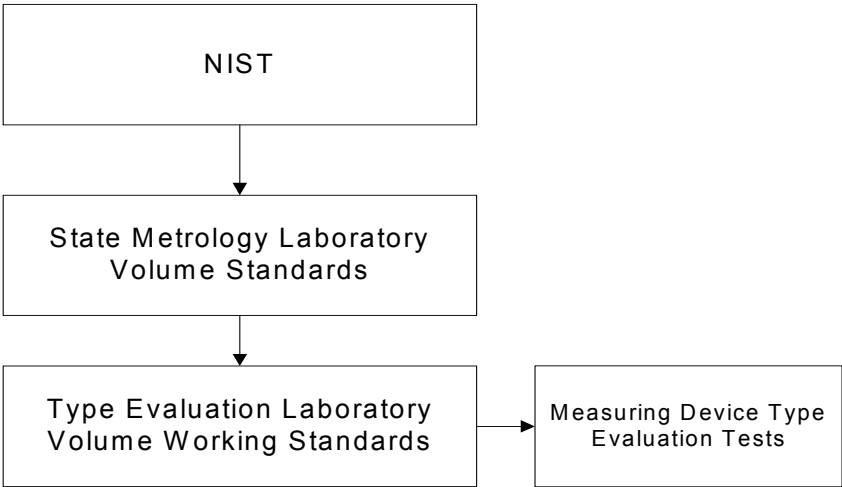 NIST
State Metrology Laboratory
Volume Standards
Type Evaluation Laboratory
Volume Working Standards
Measuring Device Type
Evaluation Tests